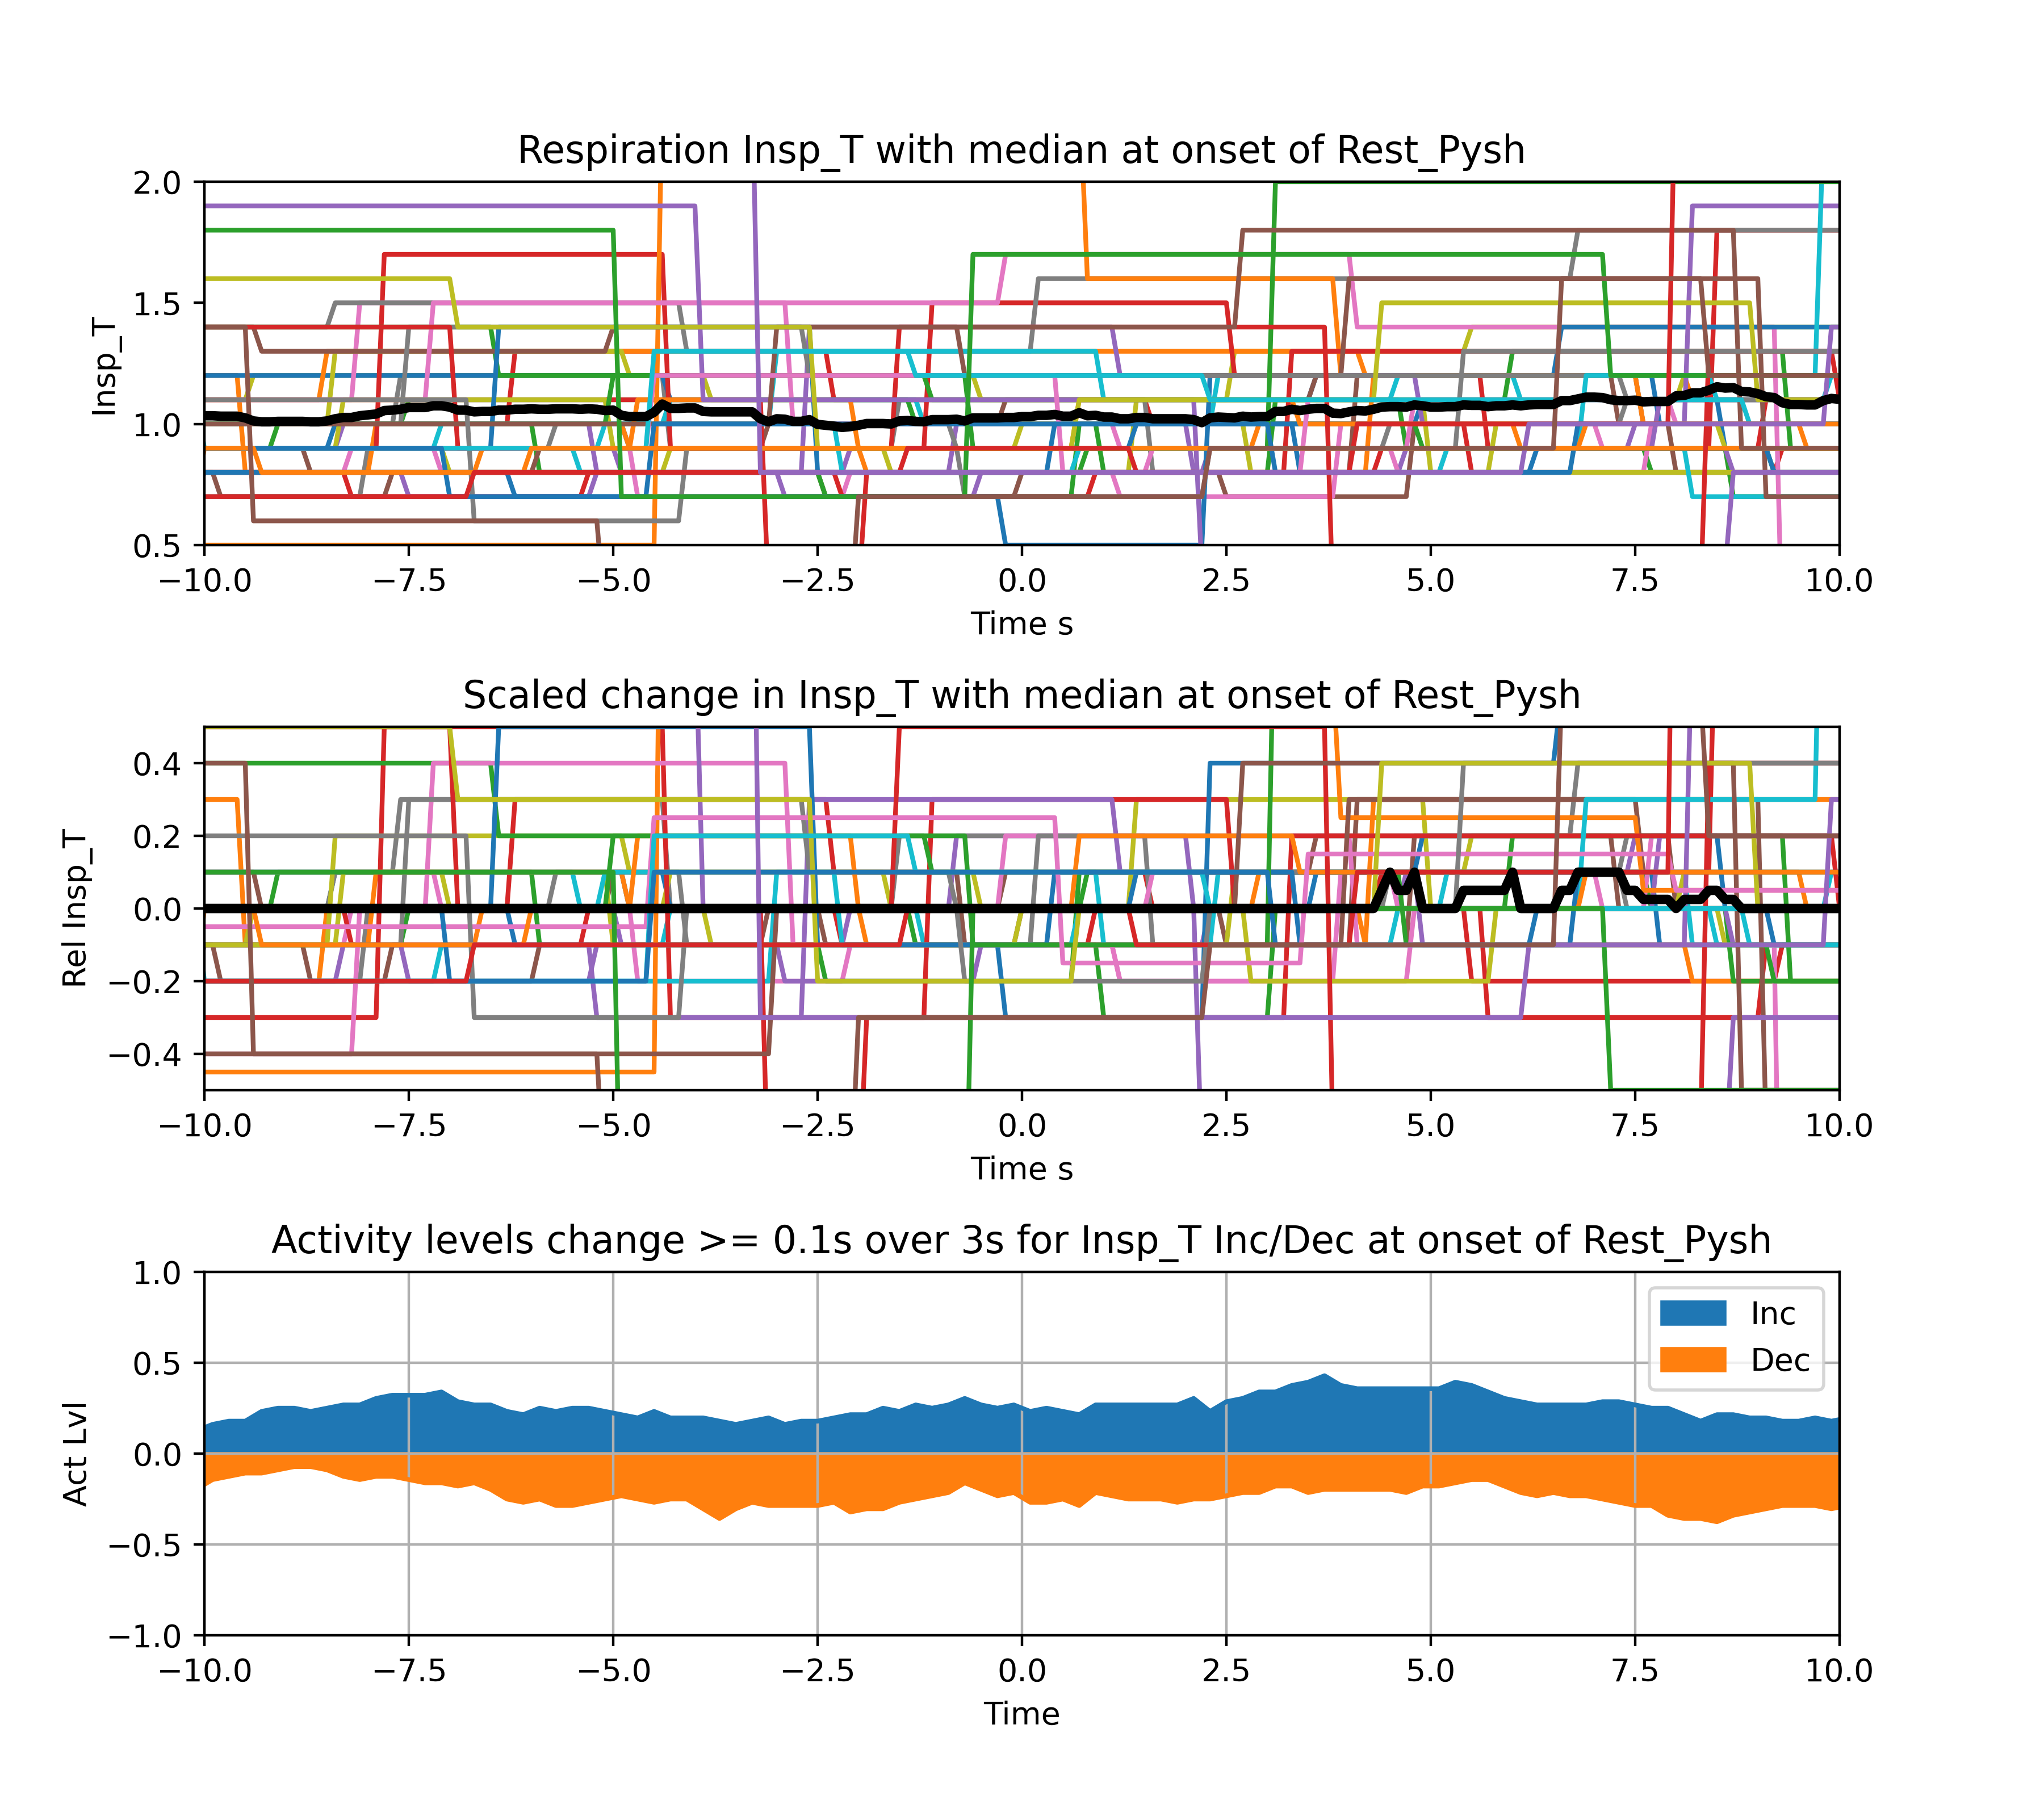 Respiration Insp_T with median at onset of Rest_Pysh
2.0
1.5
1.0
0.5
Insp_T
−10.0 −7.5 −5.0 −2.5 0.0 2.5 5.0 7.5 10.0
Time s
Scaled change in Insp_T with median at onset of Rest_Pysh
0.4
0.2
0.0
−0.2
−0.4
Rel Insp_T
−10.0 −7.5 −5.0 −2.5 0.0 2.5 5.0 7.5 10.0
Time s
Activity levels change >= 0.1s over 3s for Insp_T Inc/Dec at onset of Rest_Pysh
1.0
0.5
0.0
−0.5
−1.0
Act Lvl
Inc
Dec
−10.0 −7.5 −5.0 −2.5 0.0 2.5 5.0 7.5 10.0
Time